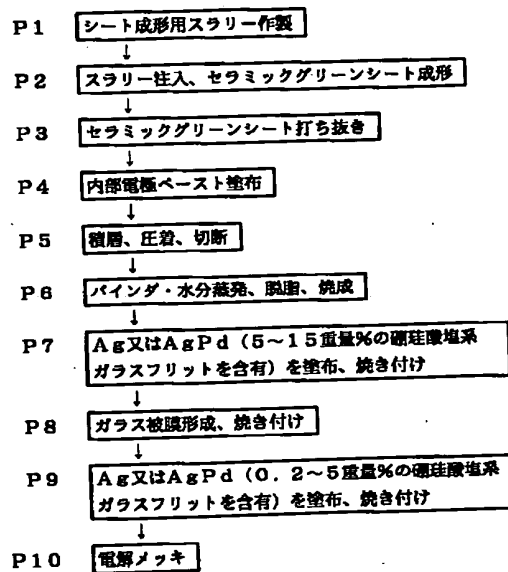 P1 シート成形用スラリー作製
↓
P2 スラリー注入、セラミックグリーンシート成形
↓
P3 セラミックグリーンシート打ち抜き
↓
P4 内部電極ペースト塗布
↓
P5 積層、圧着、切断
↓
P6 バインダ・水分蒸発、脱脂、焼成
↓
P7 Ag又はAgPd(5~15重量%の硼珪酸塩系
ガラスフリットを含有)を塗布、焼き付け
↓
P8 ガラス被膜形成、焼き付け
↓
P9 Ag又はAgPd(0.2~5重量%の硼珪酸塩系
ガラスフリットを含有)を塗布、焼き付け
↓
P10 電解メッキ